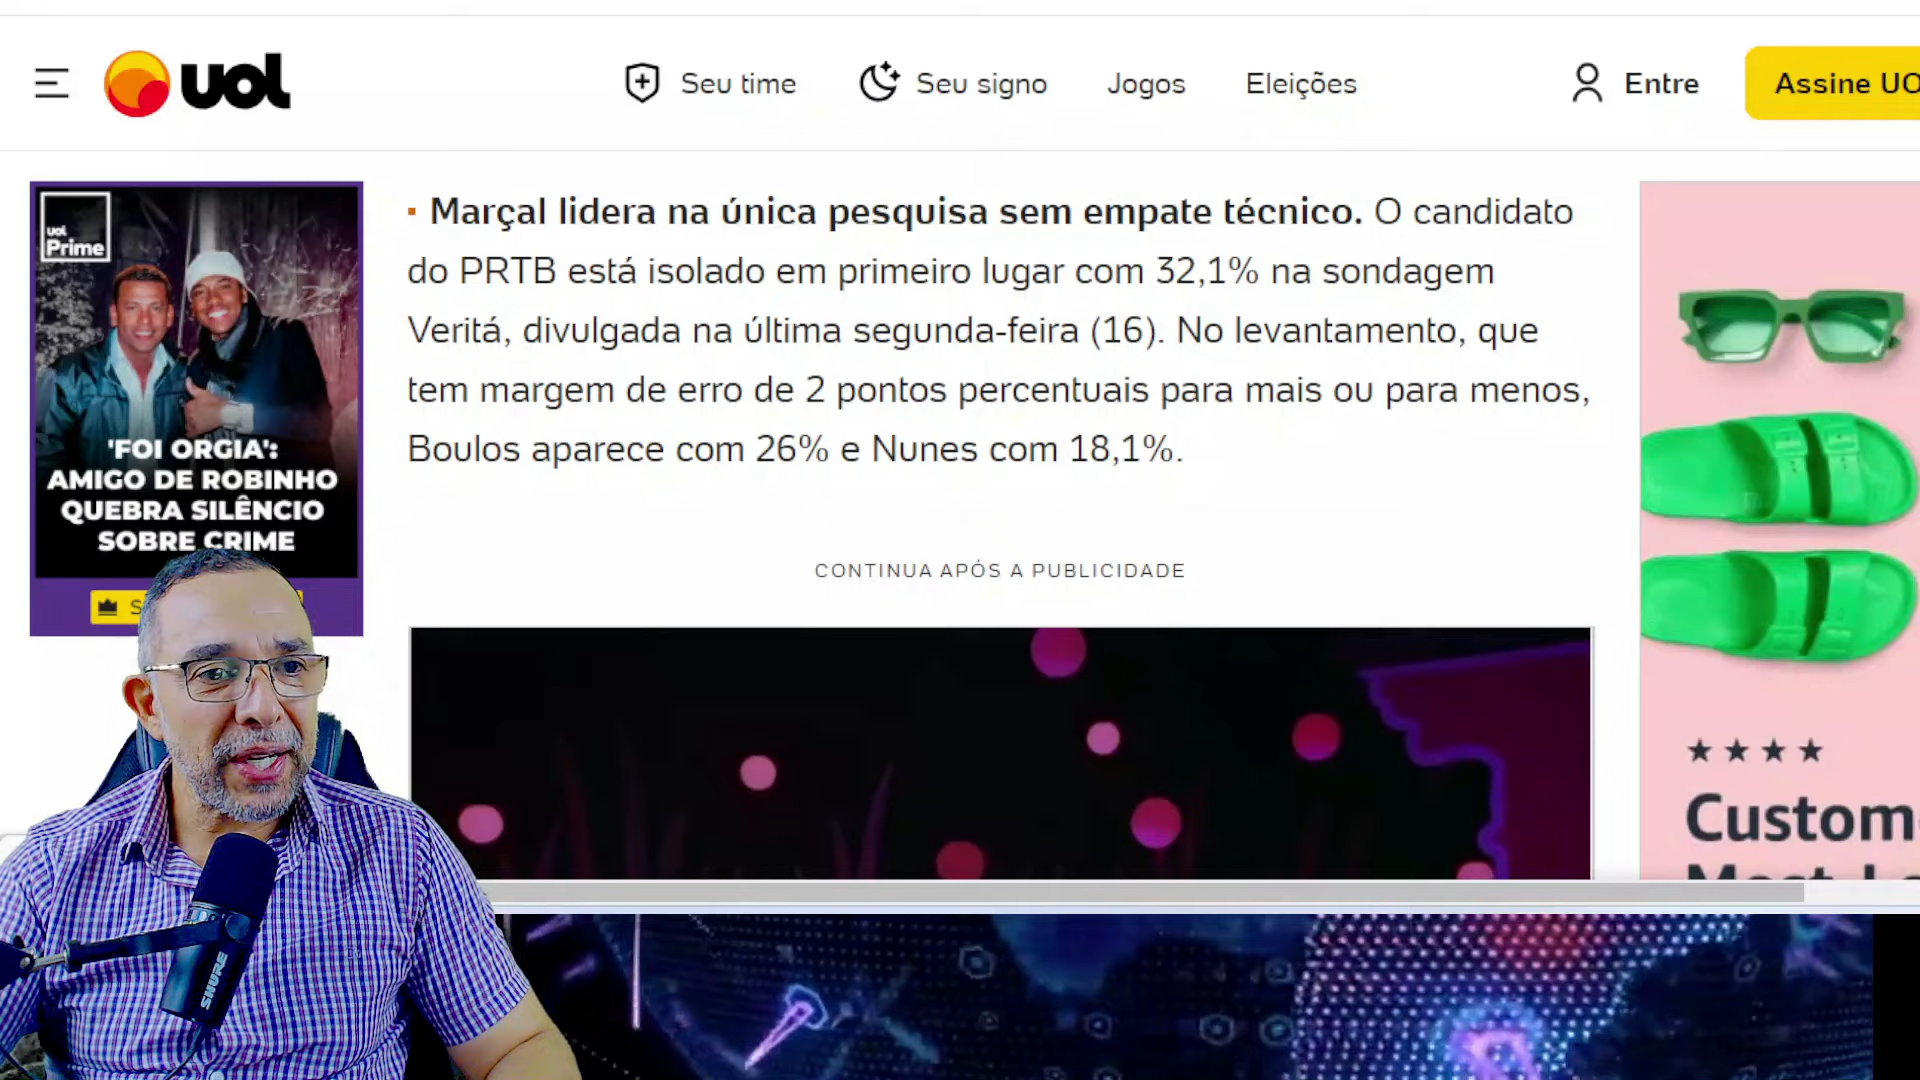 uol
Seu time
Seu signo
Jogos
Eleições
Entre
Assine UO
uol
Prime
'FOI ORGIA':
AMIGO DE ROBINHO
QUEBRA SILÊNCIO
SOBRE CRIME
S
Marçal lidera na única pesquisa sem empate técnico. O candidato
do PRTB está isolado em primeiro lugar com 32,1% na sondagem
Veritá, divulgada na última segunda-feira (16). No levantamento, que
tem margem de erro de 2 pontos percentuais para mais ou para menos,
Boulos aparece com 26% e Nunes com 18,1%.
CONTINUA APÓS A PUBLICIDADE
Custom
SHURE